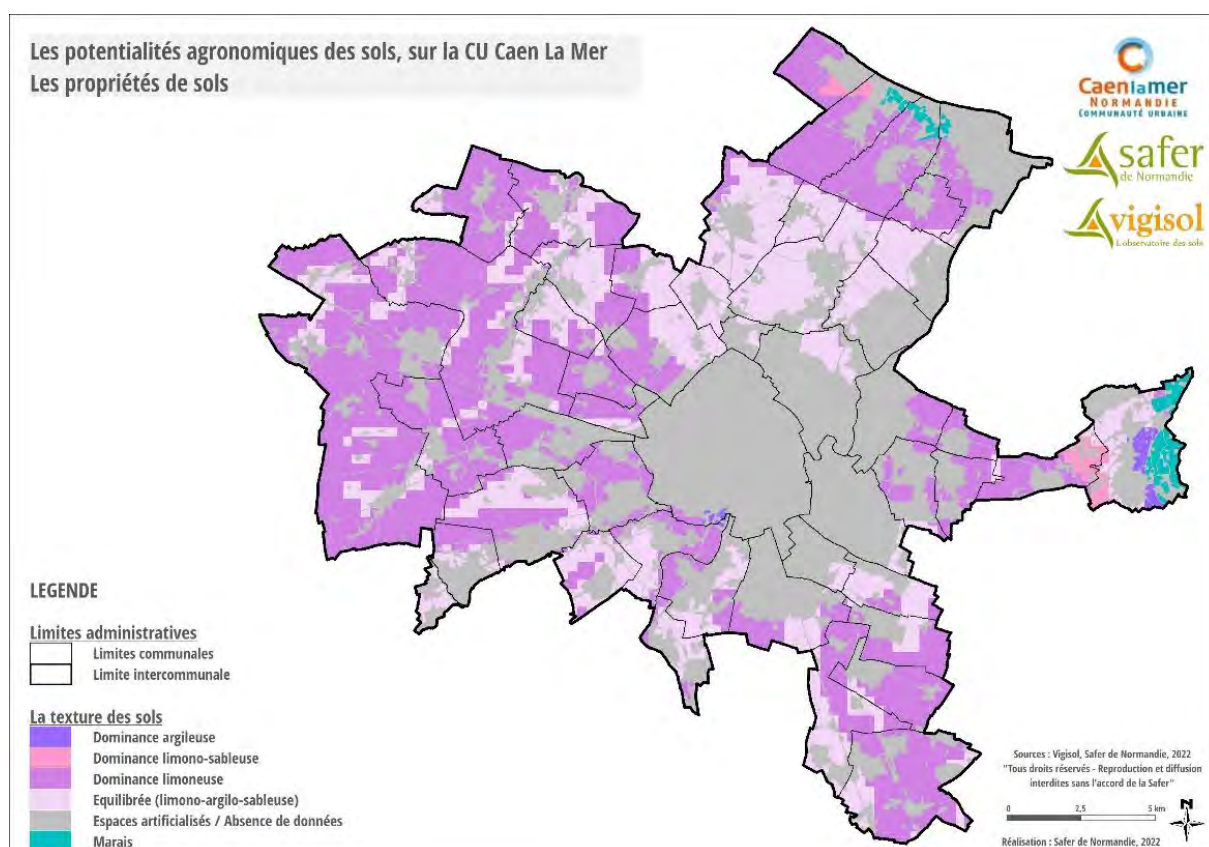 Les potentialités agronomiques des sols, sur la CU Caen La Mer
Les propriétés de sols
Caenlamer
NORMANDIE
COMMUNAUTÉ URBAINE
safer
de Normandie
vigisol
L'observatoire des sols
LEGENDE
Limites administratives
Limites communales
Limite intercommunale
La texture des sols
Dominance argileuse
Dominance limono-sableuse
Dominance limoneuse
Equilibrée (limono-argilo-sableuse)
Espaces artificialisés / Absence de données
Marais
Sources : Vigisol, Safer de Normandie, 2022
"Tous droits réservés - Reproduction et diffusion
interdites sans l'accord de la Safer"
0 2,5 5 km
N
Réalisation : Safer de Normandie, 2022